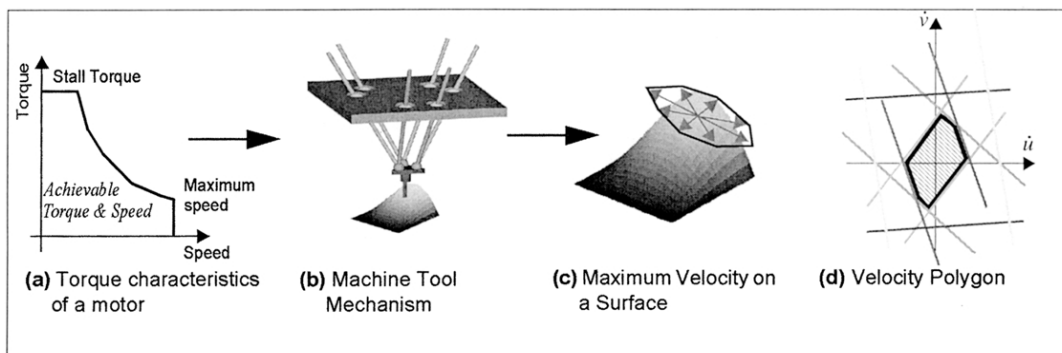 Torque
Stall Torque
Achievable
Torque & Speed
Maximum
speed
Speed
(a) Torque characteristics
of a motor
(b) Machine Tool
Mechanism
(c) Maximum Velocity on
a Surface
v̇
u̇
(d) Velocity Polygon